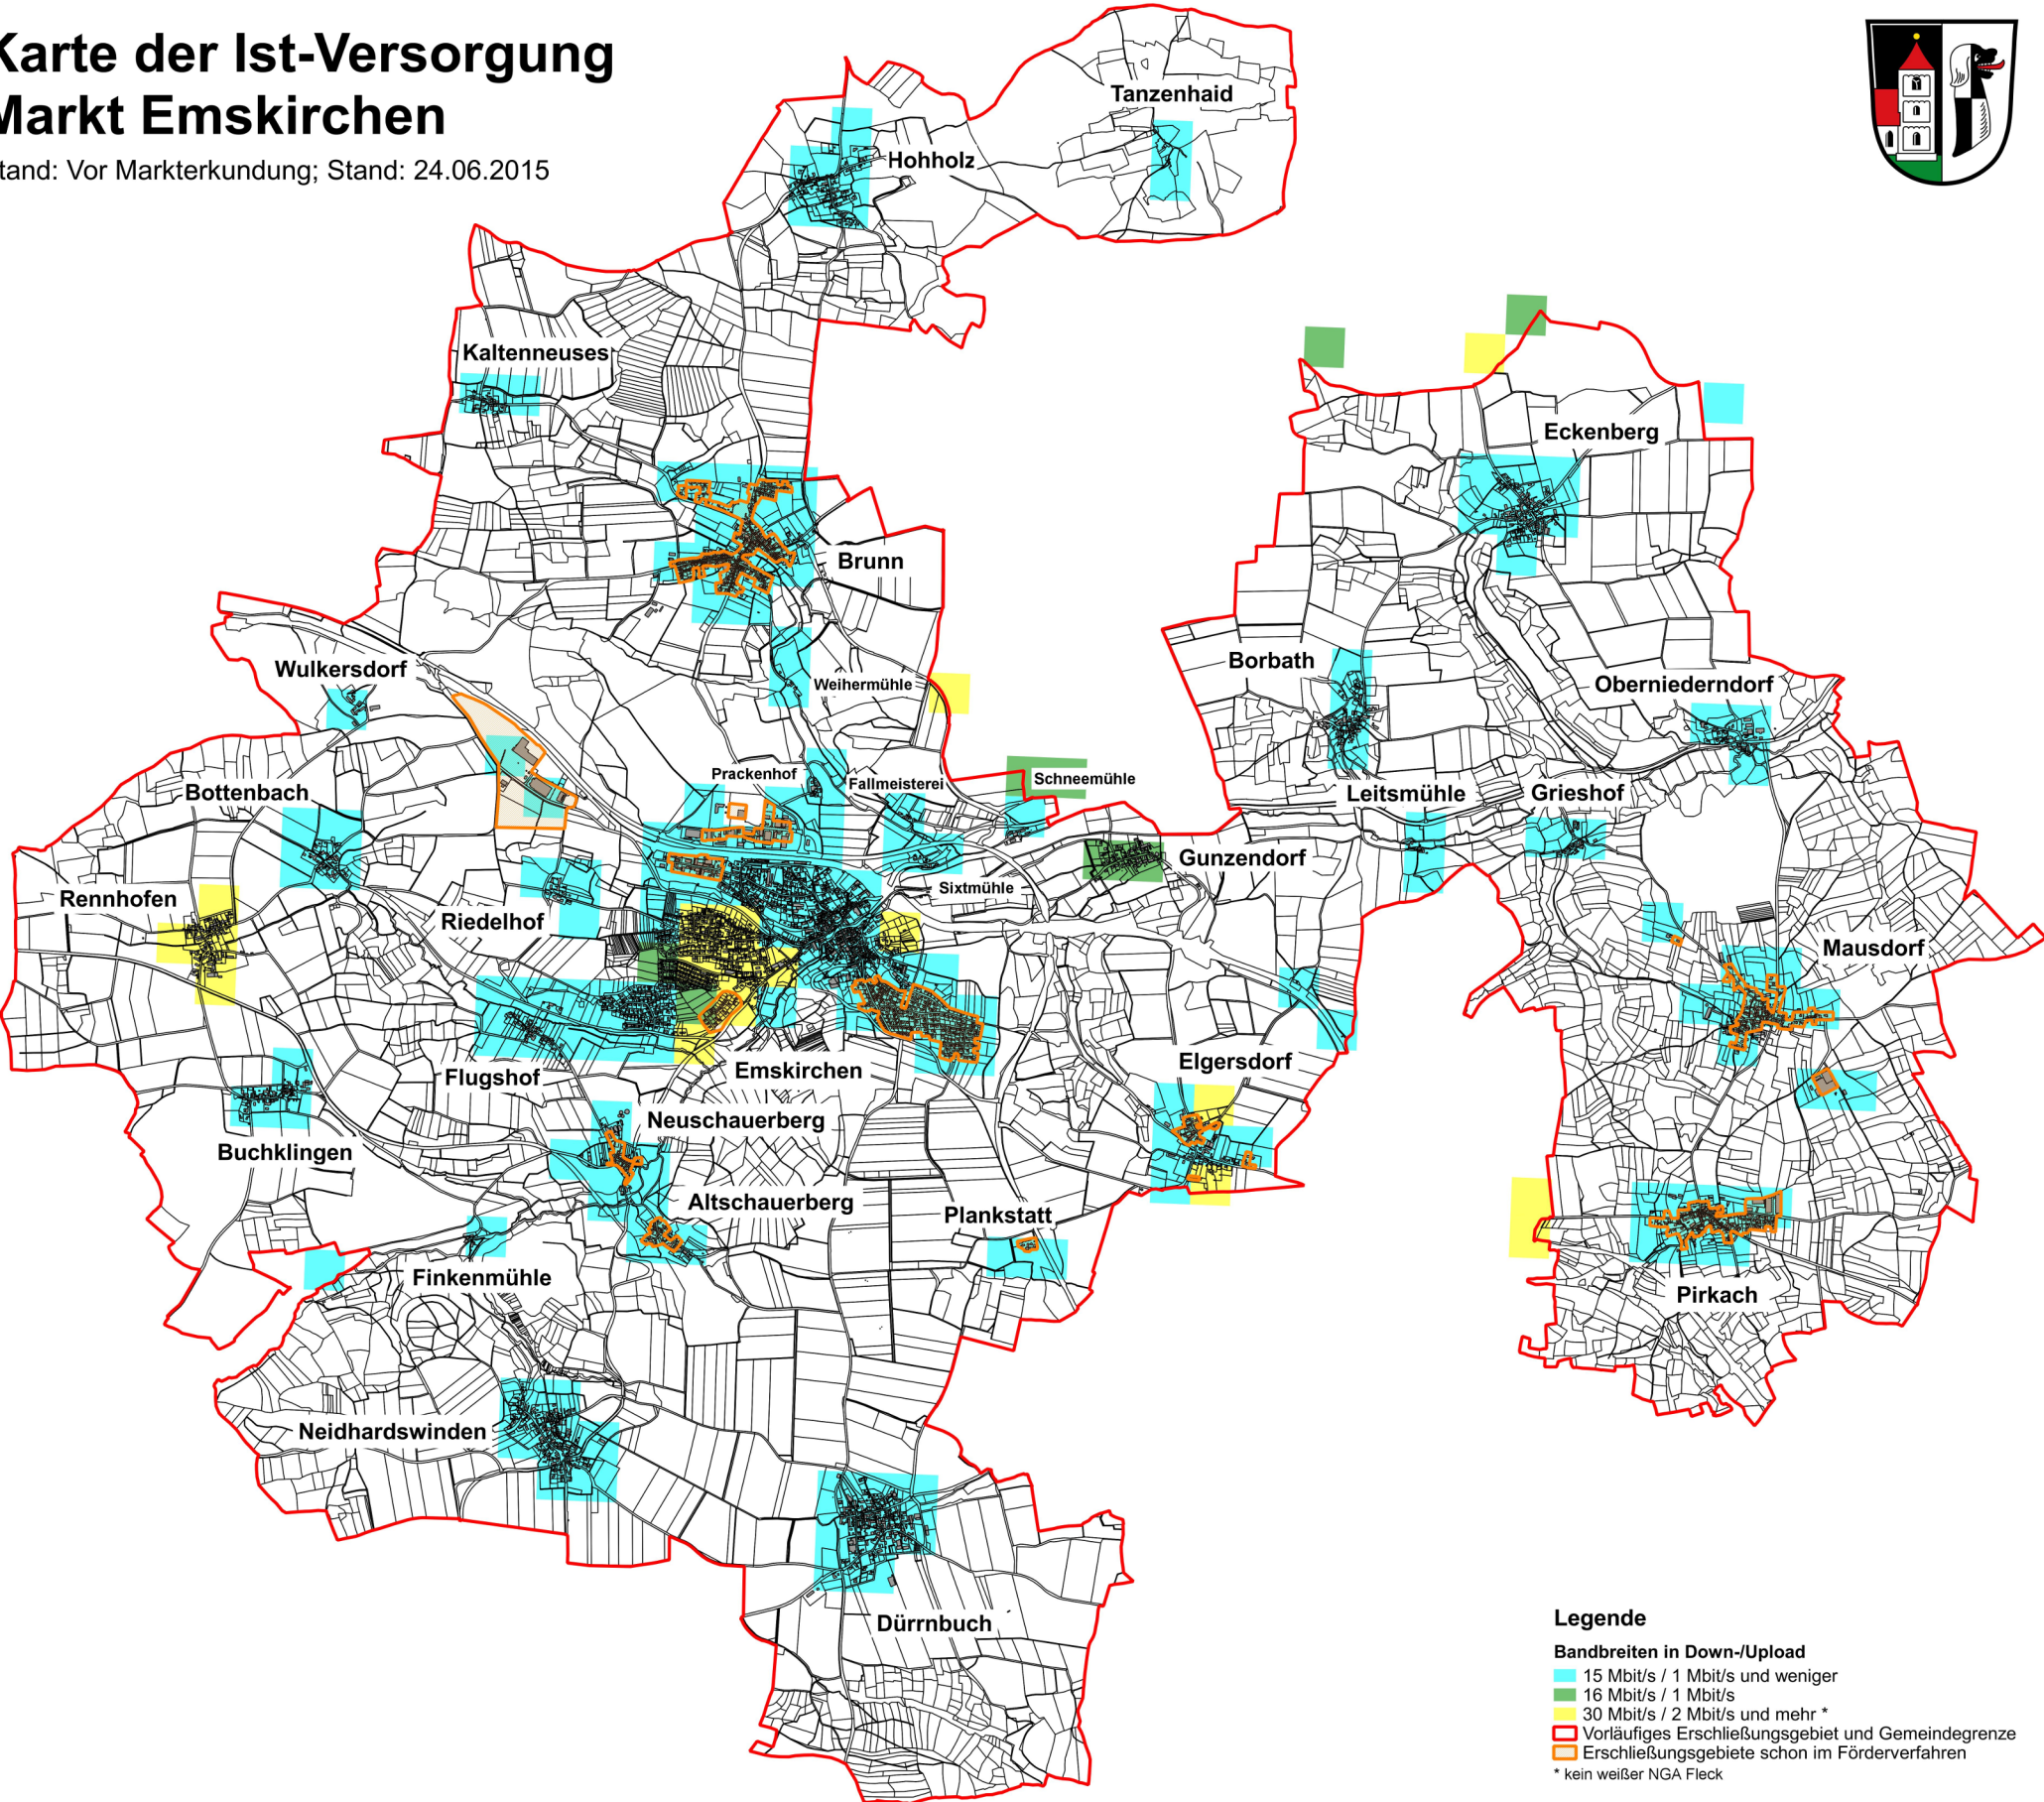 Karte der Ist-Versorgung
Markt Emskirchen
tand: Vor Markterkundung; Stand: 24.06.2015
Tanzenhaid
Hohholz
Kaltenneuses
Eckenberg
Brunn
Wulkersdorf
Weihermühle
Borbath
Oberniederndorf
Prackenhof
Fallmeisterei
Schneemühle
Bottenbach
Leitsmühle
Grieshof
Gunzendorf
Rennhofen
Riedelhof
Sixtmühle
Mausdorf
Flugshof
Emskirchen
Elgersdorf
Neuschauerberg
Buchklingen
Altschauerberg
Plankstatt
Finkenmühle
Pirkach
Neidhardswinden
Dürrnbuch
Legende
Bandbreiten in Down-/Upload
15 Mbit/s / 1 Mbit/s und weniger
16 Mbit/s / 1 Mbit/s
30 Mbit/s / 2 Mbit/s und mehr *
Vorläufiges Erschließungsgebiet und Gemeindegrenze
Erschließungsgebiete schon im Förderverfahren
* kein weißer NGA Fleck